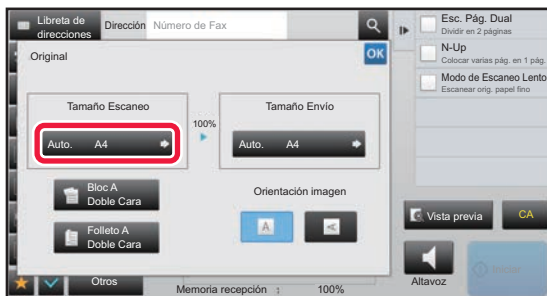 Libreta de
direcciones
Dirección
Número de Fax
Original
OK
Tamaño Escaneo
100%
Tamaño Envío
Auto. A4
Auto. A4
Bloc A
Doble Cara
Folleto A
Doble Cara
Orientación imagen
A
A
Otros
Memoria recepción : 100%
Esc. Pág. Dual
Dividir en 2 páginas
N-Up
Colocar varias pág. en 1 pág.
Modo de Escaneo Lento
Escanear orig. papel fino
Vista previa
CA
Altavoz
Iniciar